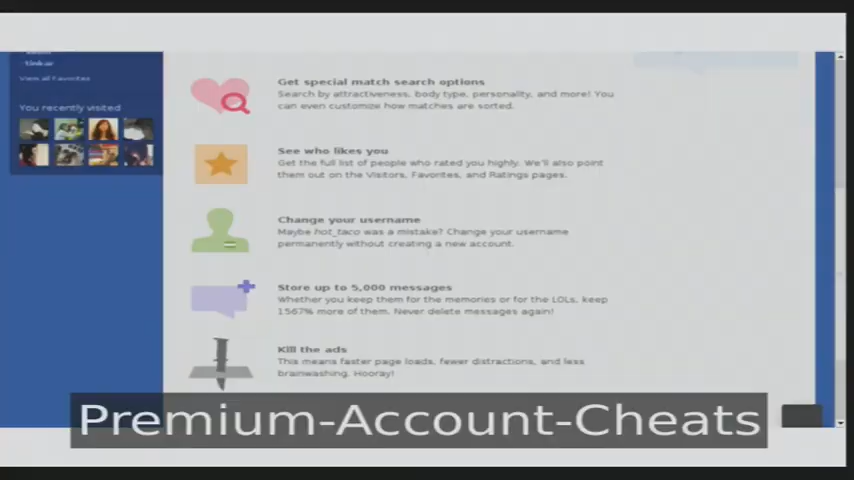 View all Favorites
You recently visited
Get special match search options
Search by attractiveness, body type, personality, and more! You
can even customize how matches are sorted.
See who likes you
Get the full list of people who rated you highly. We'll also point
them out on the Visitors, Favorites, and Ratings pages.
Change your username
Maybe hot_taco was a mistake? Change your username
permanently without creating a new account.
Store up to 5,000 messages
Whether you keep them for the memories or for the LOLs, keep
1567% more of them. Never delete messages again!
Kill the ads
This means faster page loads, fewer distractions, and less
brainwashing. Hooray!
Premium-Account-Cheats